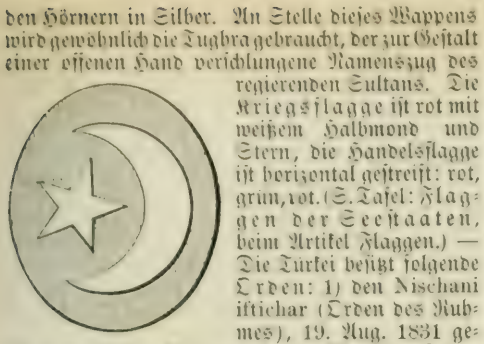 den Hörnern in Silber. An Stelle dieses Wappens
wird gewöhnlich die Tughra gebraucht, der zur Gestalt
einer offenen Hand verschlungene Namenszug des
regierenden Sultans. Die
Kriegsflagge ist rot mit
weißem Halbmond und
Stern, die Handelsflagge
ist horizontal gestreift: rot,
grün, rot. (S. Tafel: Flag-
gen der Seestaaten,
beim Artikel Flaggen.) —
Die Türkei besitzt folgende
Orden: 1) den Nischani
iftichar (Orden des Ruh-
mes), 19. Aug. 1831 ge-